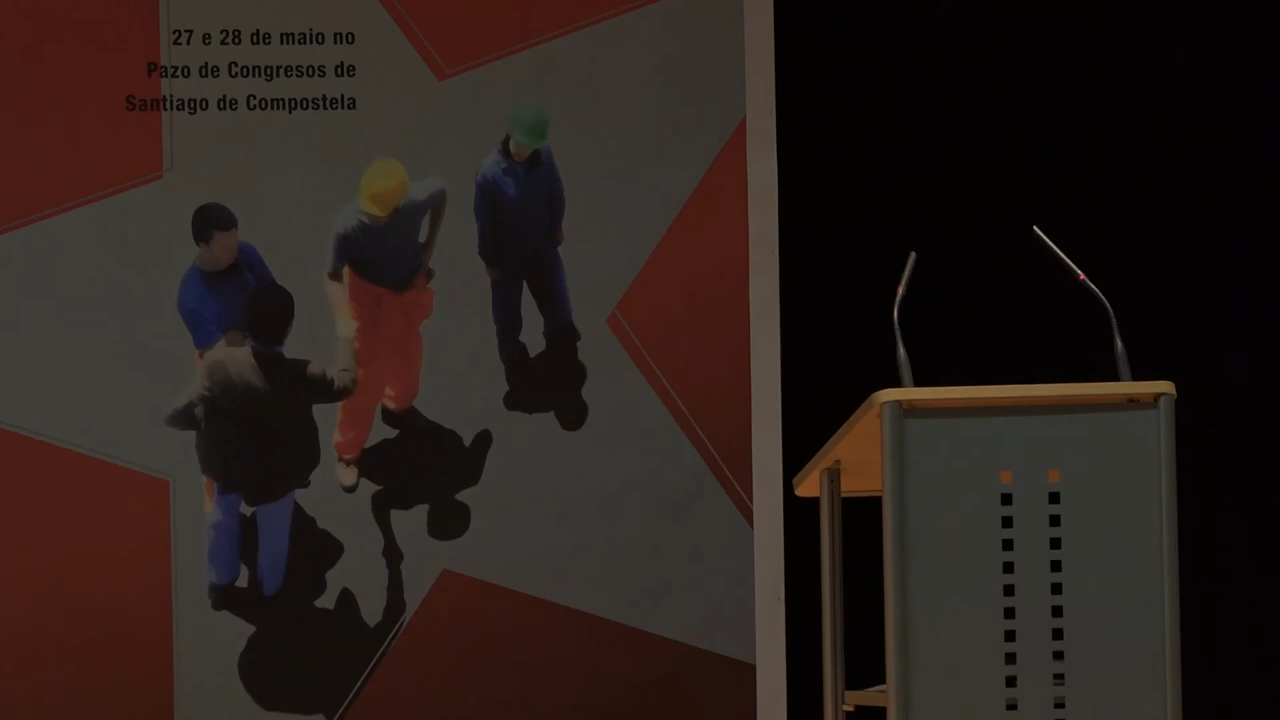 27 e 28 de maio no
Pazo de Congresos de
Santiago de Compostela